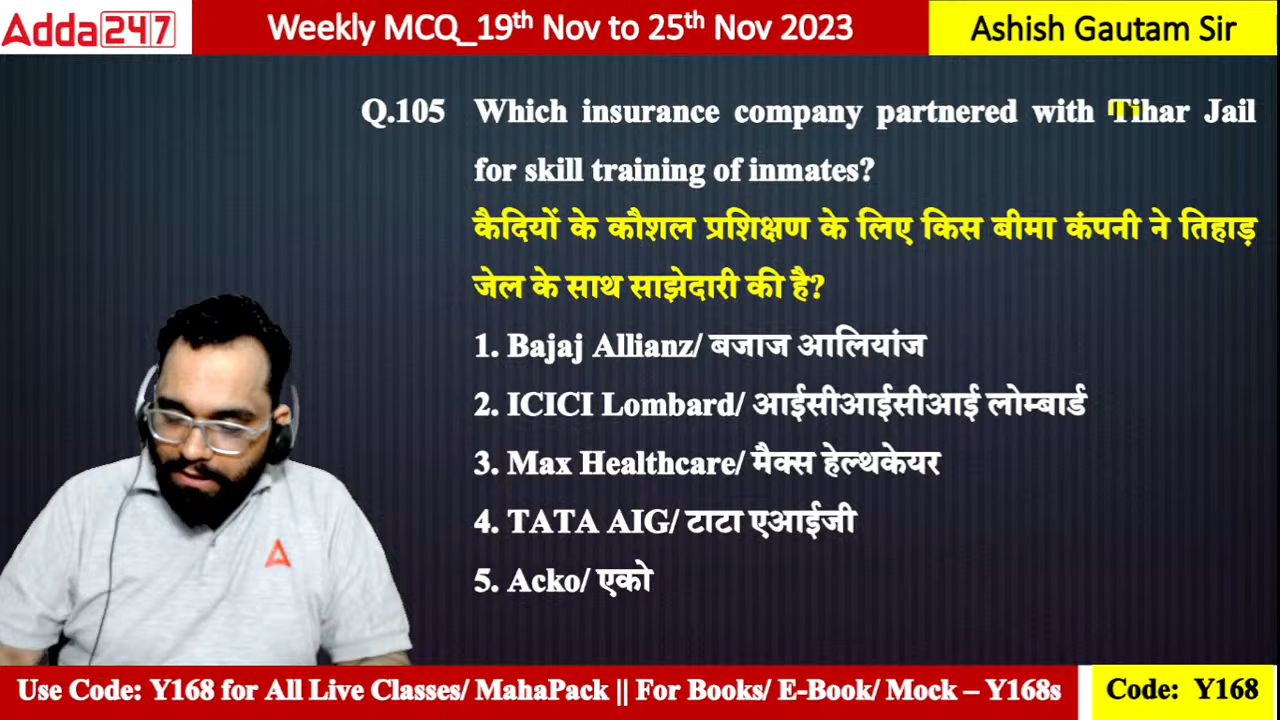 Adda247
Weekly MCQ_19th Nov to 25th Nov 2023
Ashish Gautam Sir
Q.105 Which insurance company partnered with Tihar Jail
for skill training of inmates?
कैदियों के कौशल प्रशिक्षण के लिए किस बीमा कंपनी ने तिहाड़
जेल के साथ साझेदारी की है?
1. Bajaj Allianz/ बजाज आलियांज
2. ICICI Lombard/ आईसीआईसीआई लोम्बार्ड
3. Max Healthcare/ मैक्स हेल्थकेयर
4. TATA AIG/ टाटा एआईजी
5. Acko/ एको
Use Code: Y168 for All Live Classes/ MahaPack || For Books/ E-Book/ Mock – Y168s
Code: Y168